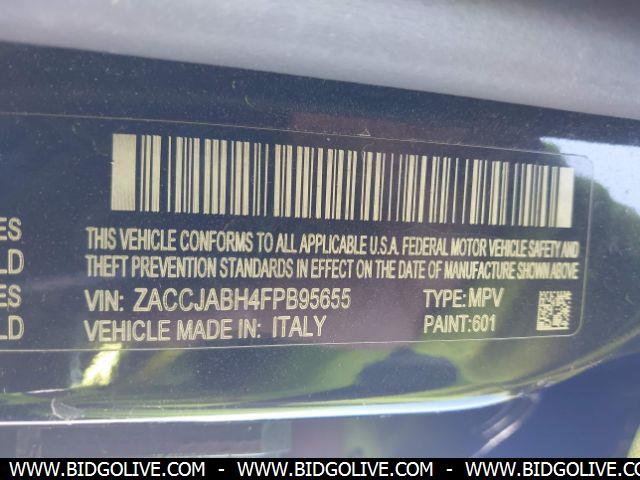 ES
LD
ES
LD
THIS VEHICLE CONFORMS TO ALL APPLICABLE U.S.A. FEDERAL MOTOR VEHICLE SAFETY AND
THEFT PREVENTION STANDARDS IN EFFECT ON THE DATE OF MANUFACTURE SHOWN ABOVE
VIN: ZACCJABH4FPB95655 TYPE: MPV
VEHICLE MADE IN: ITALY PAINT: 601
WWW.BIDGOLIVE.COM - WWW.BIDGOLIVE.COM - WWW.BIDGOLIVE.COM